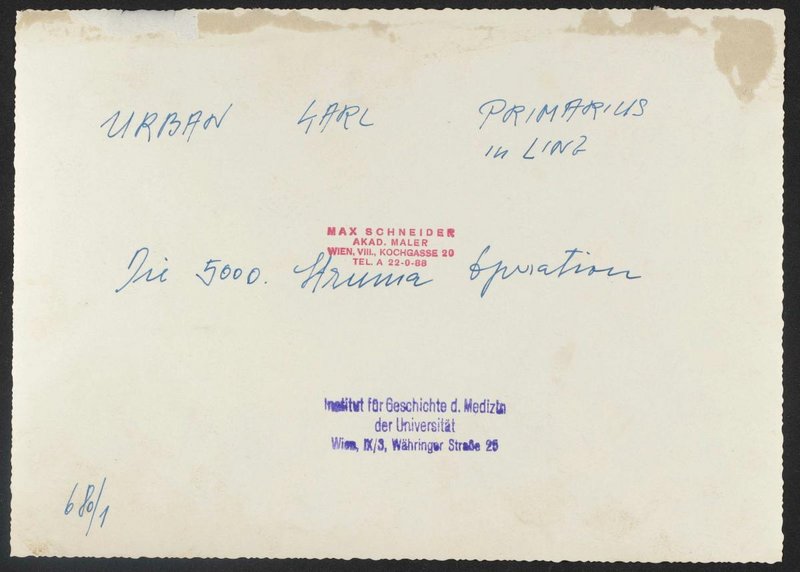 URBAN KARL PRIMARIUS
in LINZ
MAX SCHNEIDER
AKAD. MALER
WIEN, VIII., KOCHGASSE 20
TEL. A 22-0-88
Die 5000. Struma Operation
Institut für Geschichte d. Medizin
der Universität
Wien, IX/3, Währinger Straße 25
680/1